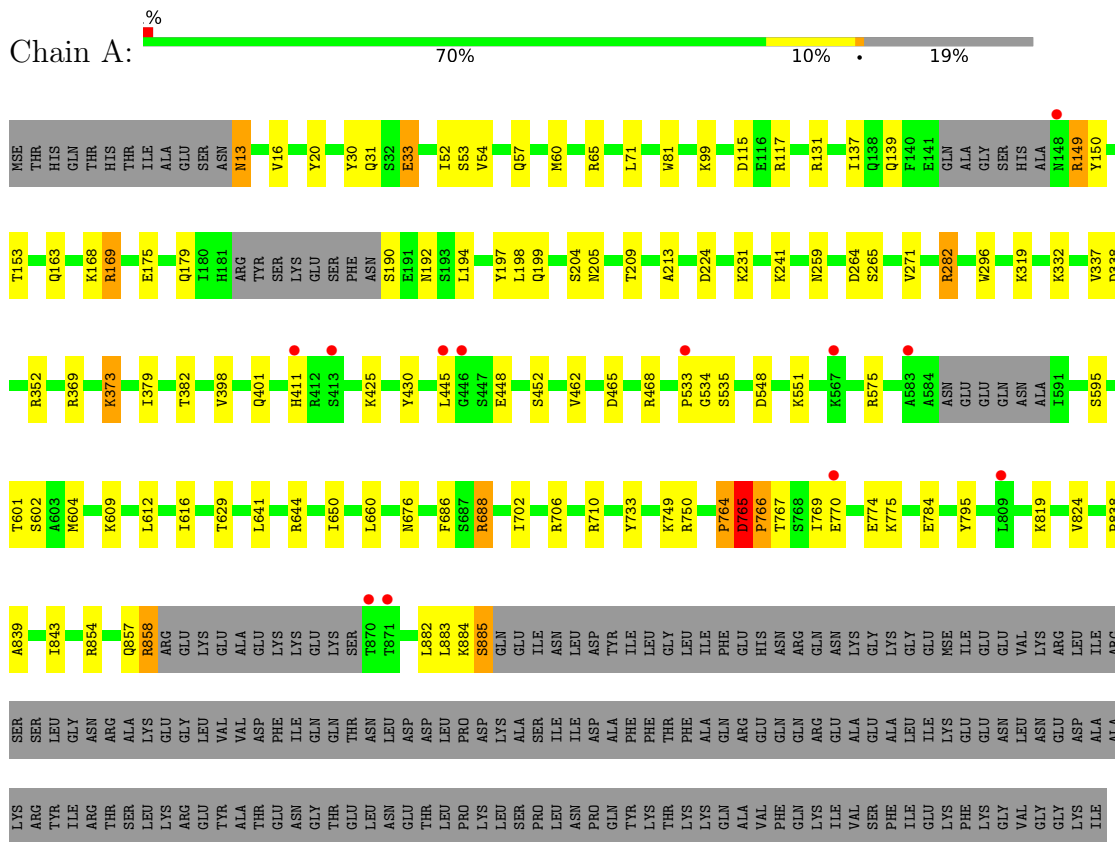 .%
Chain A:
70% 10% • 19%
MSE THR HIS GLN THR HIS THR ILE ALA GLU SER ASN N13 V16 Y20 Y30 Q31 S32 E33 I52 S53 V54 Q57 M60 R65 L71 W81 K99 D115 E116 R117 R131 I137 Q138 Q139 F140 E141 GLN ALA GLY SER HIS ALA N148 R149 Y150
T153 Q163 K168 R169 E175 Q179 I180 H181 ARG TYR SER LYS GLU SER PHE ASN S190 E191 N192 S193 L194 Y197 L198 Q199 S204 N205 T209 A213 D224 K231 K241 N259 D264 S265 V271 R282 W296 K319 K332 V337
R352 R369 K373 I379 T382 V398 Q401 H411 R412 S413 K425 Y430 L445 G446 S447 E448 S452 V462 D465 R468 P533 G534 S535 D548 K551 K567 R575 A583 A584 ASN GLU GLU GLN ASN ALA I591 S595
T601 S602 A603 M604 K609 L612 I616 T629 L641 R644 I650 L660 N676 F686 S687 R688 I702 R706 R710 Y733 K749 R750 P764 D765 P766 T767 S768 I769 E770 E774 K775 E784 Y795 L809 K819 V824
A839 I843 R854 Q857 R858 ARG GLU LYS GLU ALA GLU LYS LYS GLU LYS SER T870 T871 L882 L883 K884 S885 GLN GLU ILE ASN LEU ASP TYR ILE LEU GLY ILE PHE GLU HIS ASN ARG GLN ASN LYS GLY LYS GLY GLU MSE ILE GLU GLU VAL LYS ARG LEU ILE
SER SER LEU GLY ASN ARG ALA LYS GLU GLY LEU VAL VAL ASP PHE ILE GLN GLN THR ASN LEU ASP ASP LEU PRO ASP LYS ALA SER ILE ILE ASP ALA PHE PHE THR PHE ALA GLN ARG GLU GLN GLN ARG GLU ALA GLU ALA LEU ILE LYS GLU GLU ASN LEU ASN GLU ASP ALA
LYS ARG TYR ILE ARG THR SER LEU LYS ARG GLU TYR ALA THR GLU ASN GLY THR GLU LEU ASN GLU THR LEU PRO LYS LEU SER PRO LEU ASN PRO GLN TYR LYS THR LYS LYS GLN ALA VAL PHE GLN LYS ILE VAL SER PHE ILE GLU LYS PHE LYS GLY VAL GLY GLY LYS ILE